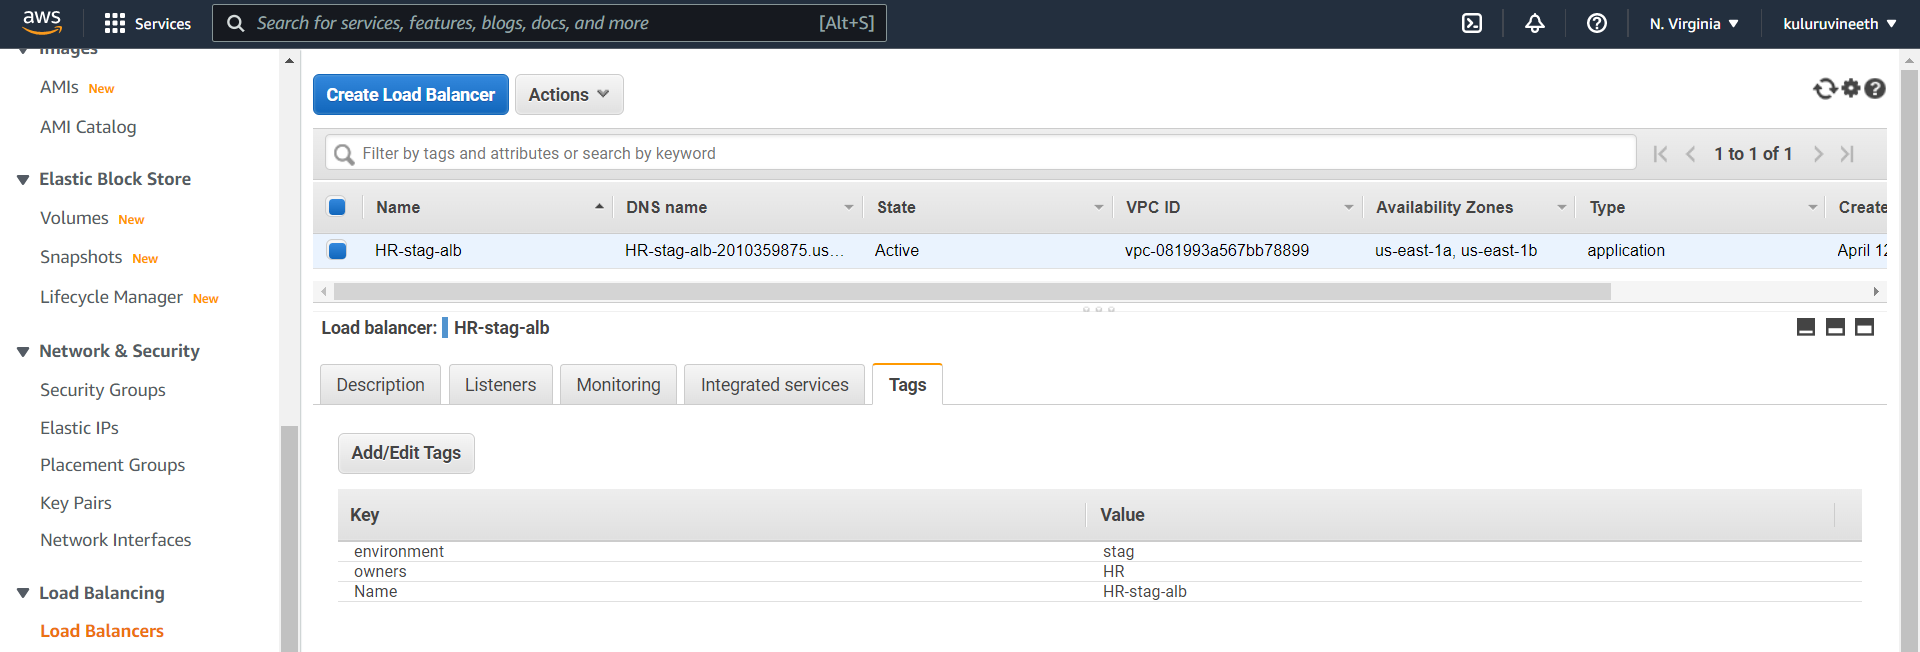 aws
Services
Search for services, features, blogs, docs, and more [Alt+S]
N. Virginia
kuluruvineeth
Images
AMIs New
AMI Catalog
Elastic Block Store
Volumes New
Snapshots New
Lifecycle Manager New
Network & Security
Security Groups
Elastic IPs
Placement Groups
Key Pairs
Network Interfaces
Load Balancing
Load Balancers
Create Load Balancer
Actions
Filter by tags and attributes or search by keyword
1 to 1 of 1
Name DNS name State VPC ID Availability Zones Type Create
HR-stag-alb HR-stag-alb-2010359875.us... Active vpc-081993a567bb78899 us-east-1a, us-east-1b application April 12
Load balancer: HR-stag-alb
Description Listeners Monitoring Integrated services Tags
Add/Edit Tags
Key Value
environment stag
owners HR
Name HR-stag-alb